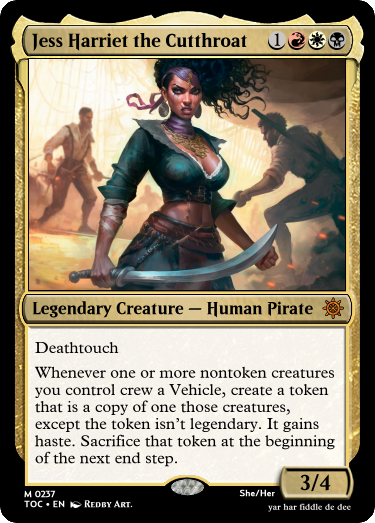 Jess Harriet the Cutthroat 1
Legendary Creature — Human Pirate
Deathtouch
Whenever one or more nontoken creatures
you control crew a Vehicle, create a token
that is a copy of one those creatures,
except the token isn't legendary. It gains
haste. Sacrifice that token at the beginning
of the next end step.
M 0237
She/Her
3/4
TOC • EN REDBY ART.
yar har fiddle de dee